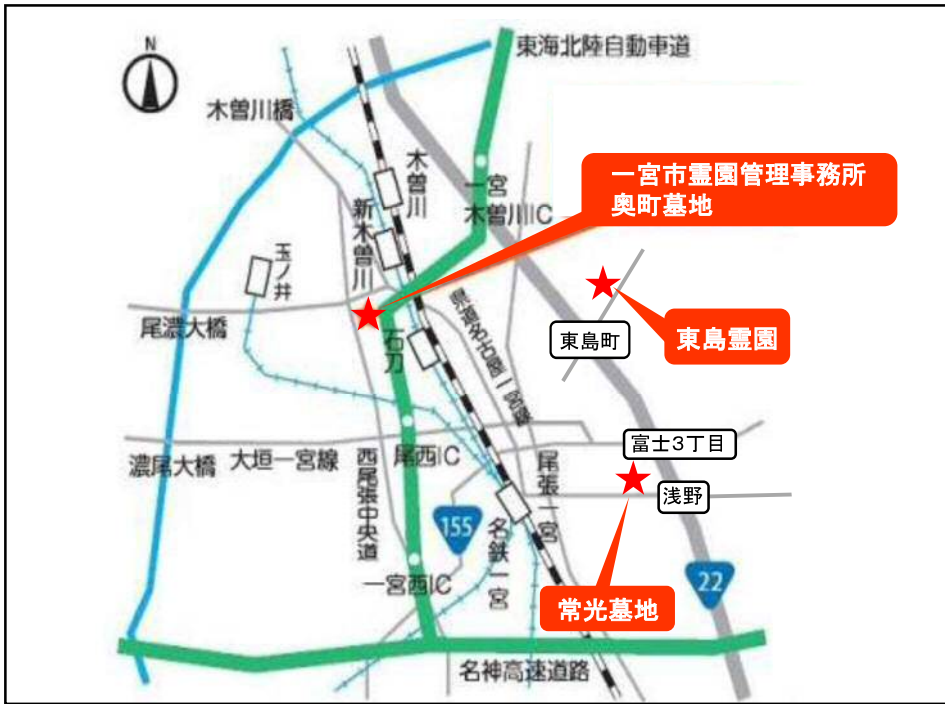 N
東海北陸自動車道
木曽川橋
木曽川
一宮
木曽川IC
一宮市霊園管理事務所
奥町墓地
新木曽川
玉ノ井
尾濃大橋
石刀
県道名古屋一宮線
東島町
東島霊園
富士3丁目
濃尾大橋
大垣一宮線
尾西IC
西尾張中央道
尾張一宮
浅野
155
名鉄一宮
22
一宮西IC
常光墓地
名神高速道路